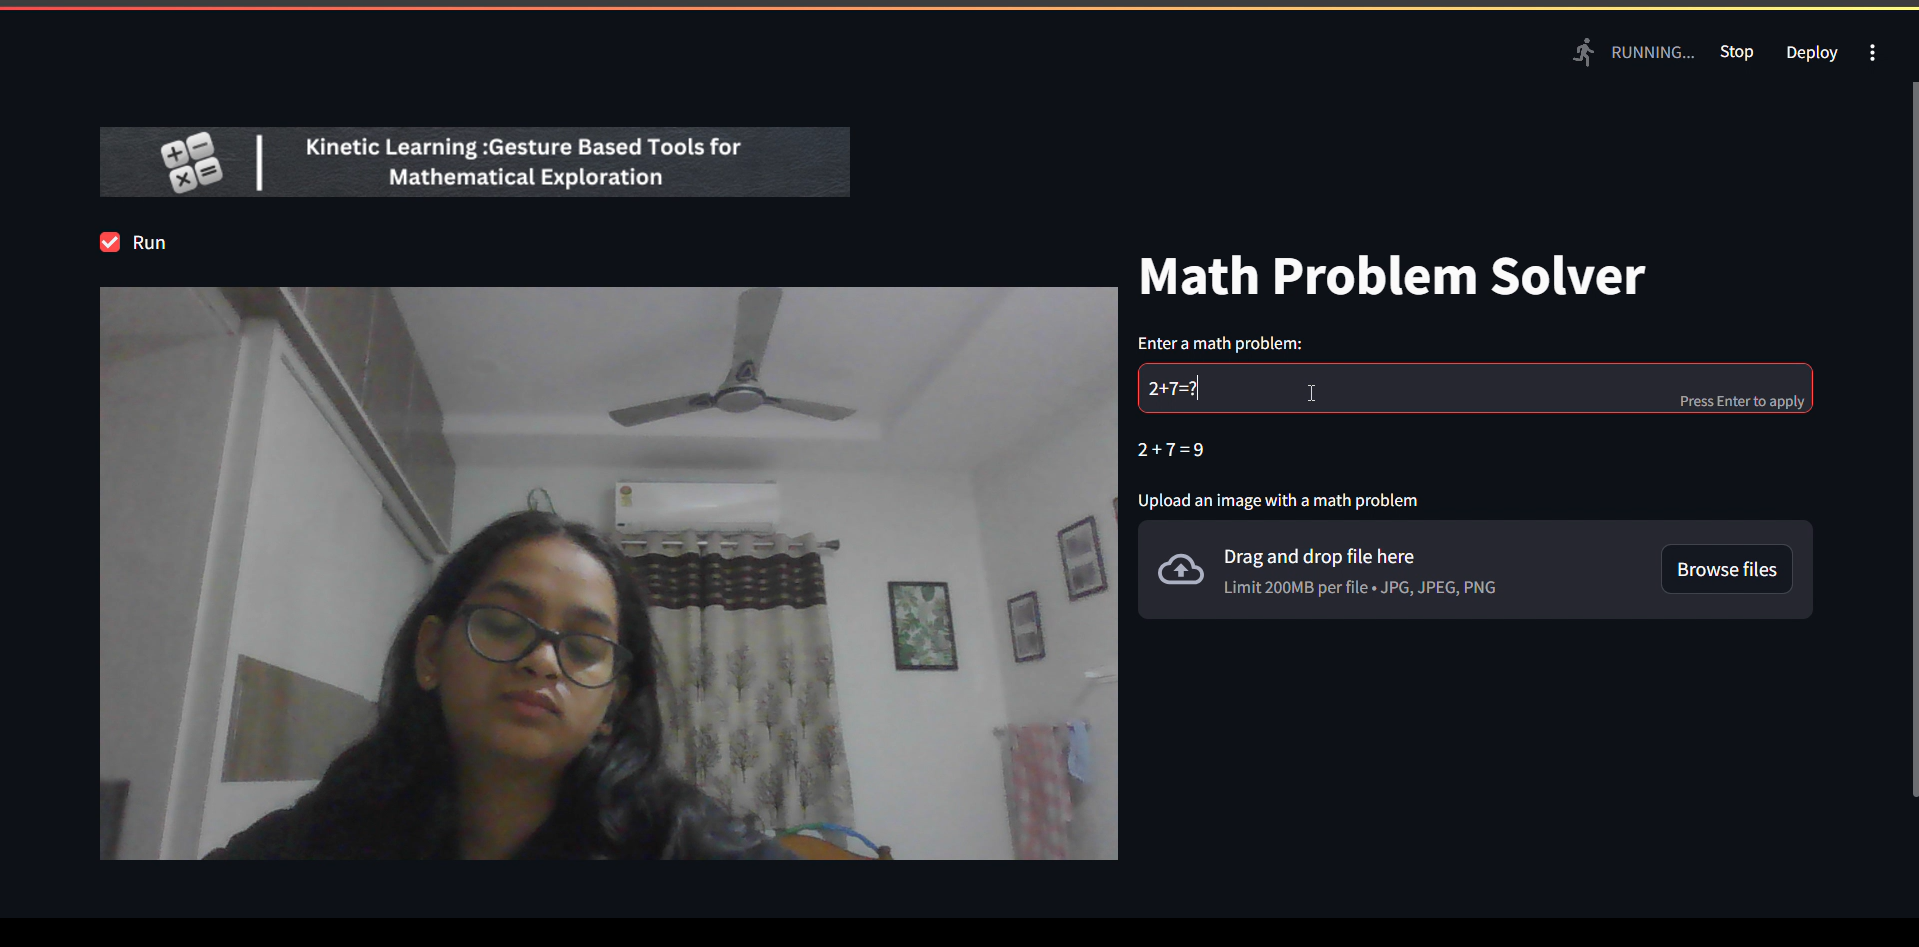 RUNNING...
Stop
Deploy
Kinetic Learning :Gesture Based Tools for
Mathematical Exploration
Run
Math Problem Solver
Enter a math problem:
2+7=?
Press Enter to apply
2 + 7 = 9
Upload an image with a math problem
Drag and drop file here
Limit 200MB per file • JPG, JPEG, PNG
Browse files